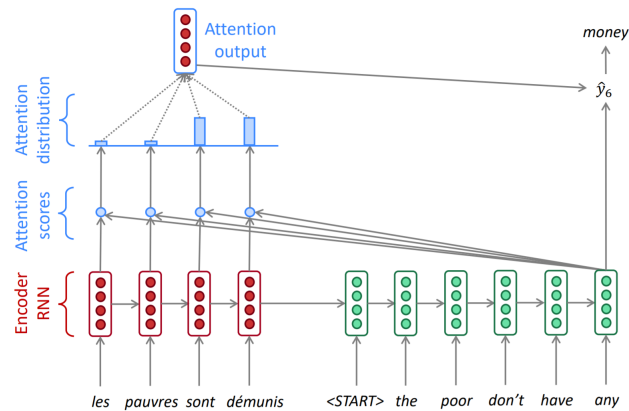 Attention
output
money
ŷ₆
Attention
distribution
Attention
scores
Encoder
RNN
les pauvres sont démunis <START> the poor don't have any